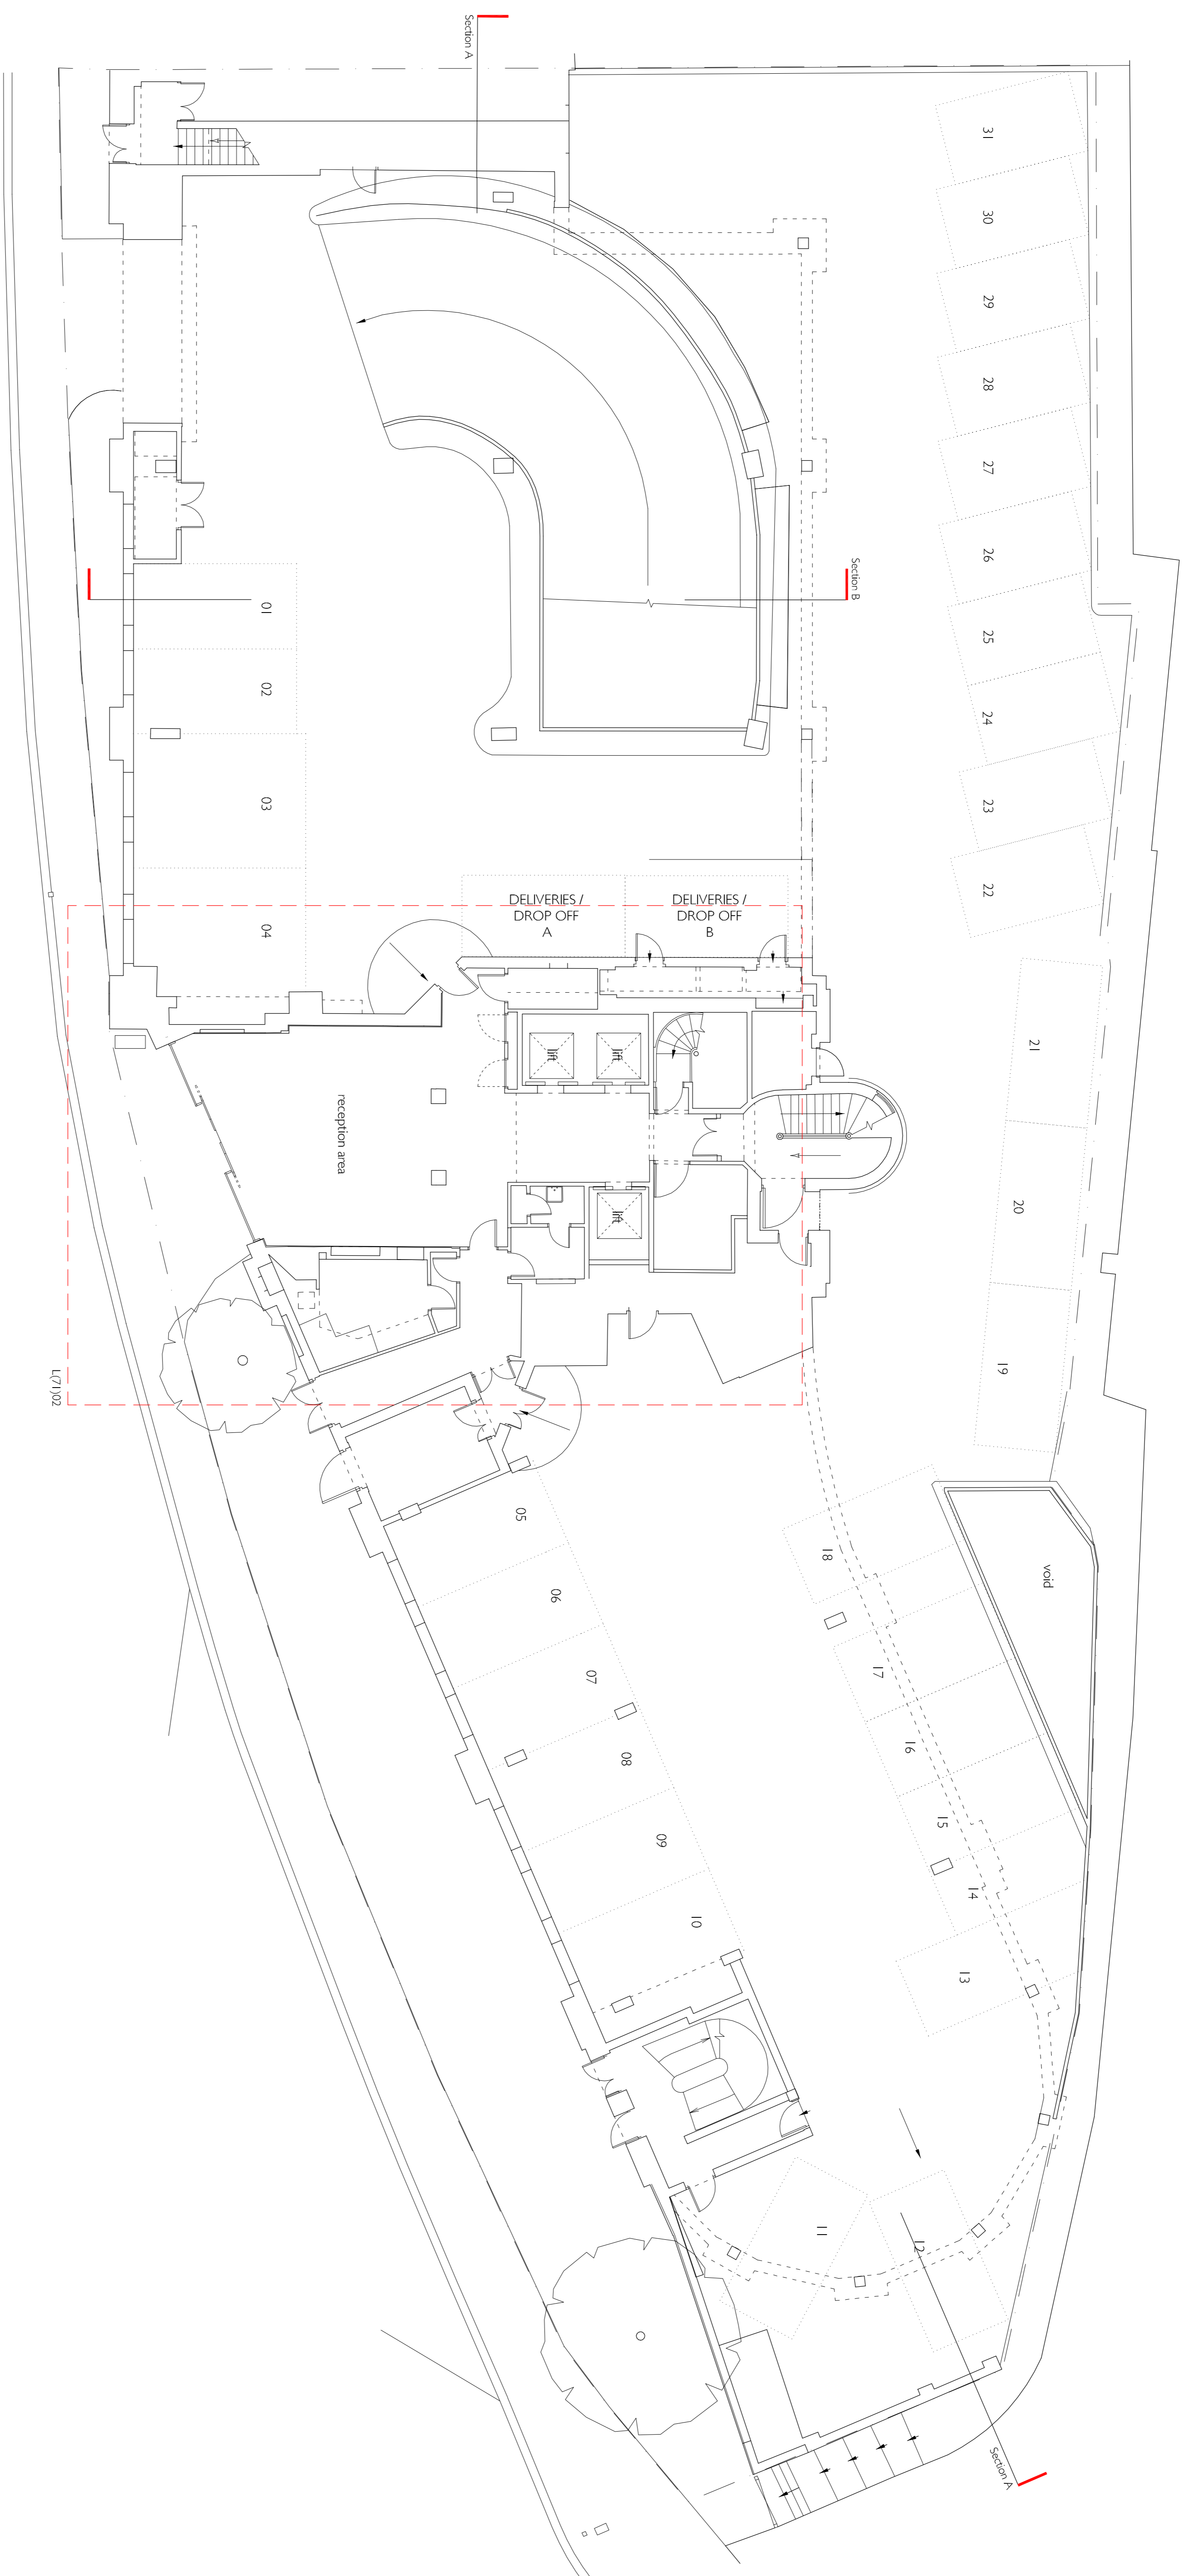 Section A
31
30
29
28
27
26
Section B
01
25
02
24
03
23
22
DELIVERIES /
DROP OFF
A
DELIVERIES /
DROP OFF
B
04
21
lift
lift
reception area
20
lift
19
L(71)02
05
18
void
06
07
17
08
16
09
15
14
10
13
11
12
Section A